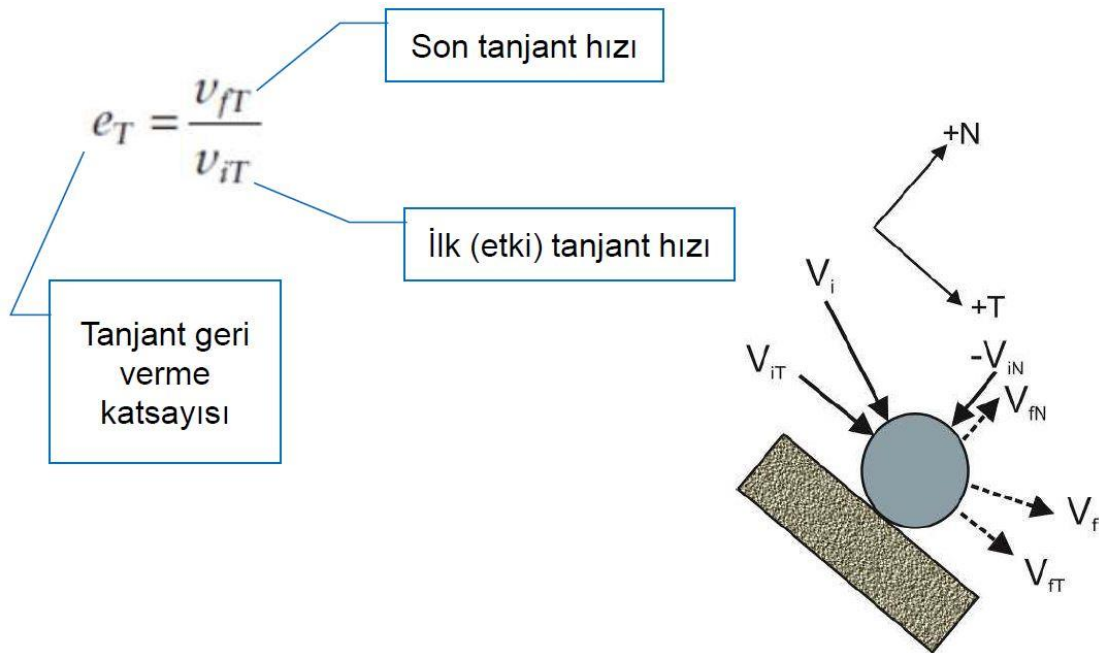 Son tanjant hızı
e_T = v_fT / v_iT
İlk (etki) tanjant hızı
Tanjant geri
verme
katsayısı
+N
+T
V_i
V_iT
-V_iN
V_fN
V_f
V_fT